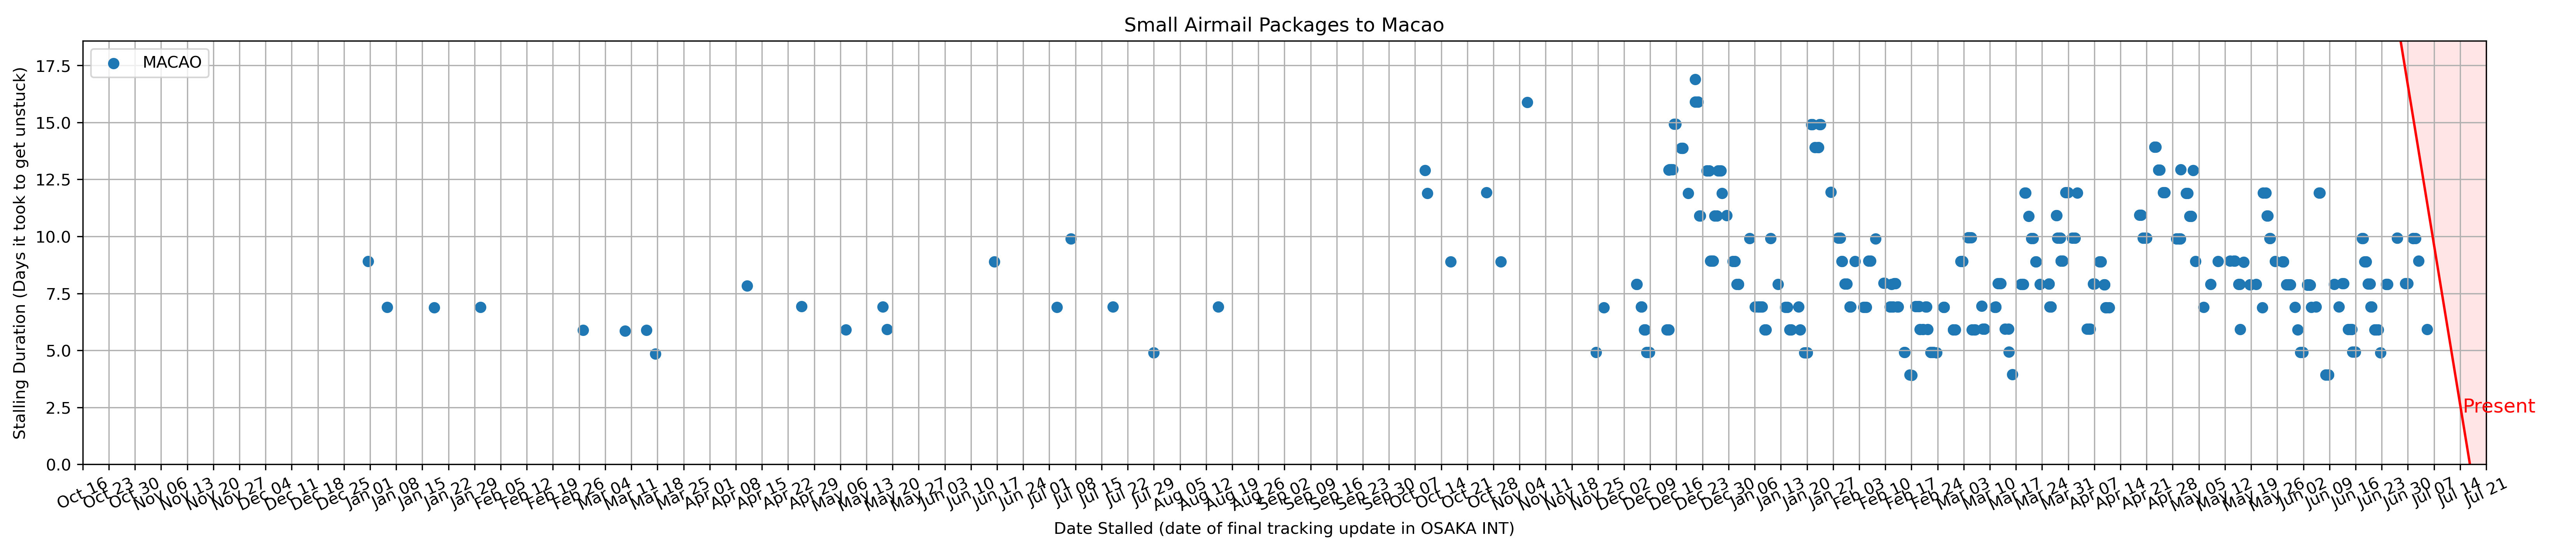 Small Airmail Packages to Macao
MACAO
17.5
15.0
12.5
10.0
7.5
5.0
2.5
0.0
Stalling Duration (Days it took to get unstuck)
Present
Oct 16 Oct 23 Oct 30 Nov 06 Nov 13 Nov 20 Nov 27 Dec 04 Dec 11 Dec 18 Dec 25 Jan 01 Jan 08 Jan 15 Jan 22 Jan 29 Feb 05 Feb 12 Feb 19 Feb 26 Mar 04 Mar 11 Mar 18 Mar 25 Apr 01 Apr 08 Apr 15 Apr 22 Apr 29 May 06 May 13 May 20 May 27 Jun 03 Jun 10 Jun 17 Jun 24 Jul 01 Jul 08 Jul 15 Jul 22 Jul 29 Aug 05 Aug 12 Aug 19 Aug 26 Sep 02 Sep 09 Sep 16 Sep 23 Sep 30 Oct 07 Oct 14 Oct 21 Oct 28 Nov 04 Nov 11 Nov 18 Nov 25 Dec 02 Dec 09 Dec 16 Dec 23 Dec 30 Jan 06 Jan 13 Jan 20 Jan 27 Feb 03 Feb 10 Feb 17 Feb 24 Mar 03 Mar 10 Mar 17 Mar 24 Mar 31 Apr 07 Apr 14 Apr 21 Apr 28 May 05 May 12 May 19 May 26 Jun 02 Jun 09 Jun 16 Jun 23 Jun 30 Jul 07 Jul 14 Jul 21
Date Stalled (date of final tracking update in OSAKA INT)